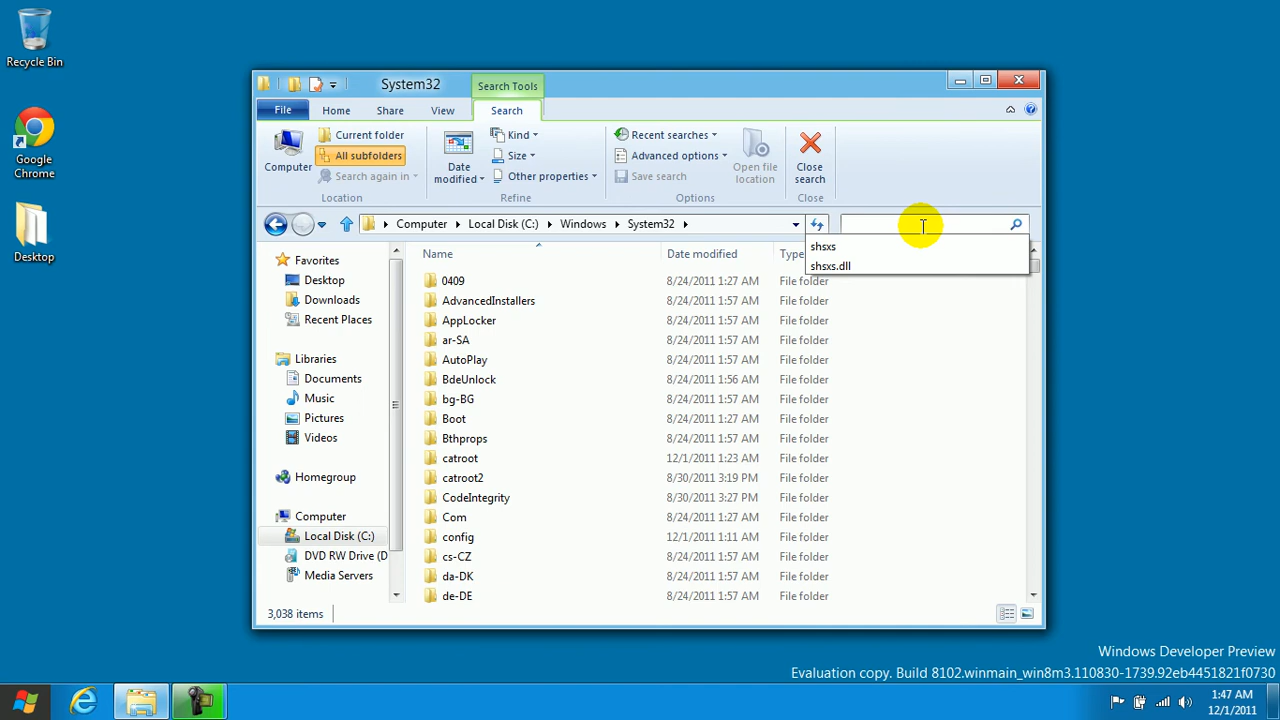 Recycle Bin
Google
Chrome
Desktop
System32
Search Tools
File
Home
Share
View
Search
Computer
Current folder
All subfolders
Search again in
Location
Date
modified
Kind
Size
Other properties
Refine
Recent searches
Advanced options
Save search
Open file
location
Options
Close
search
Close
Computer
Local Disk (C:)
Windows
System32
shsxs
shsxs.dll
Name
Date modified
Type
Favorites
Desktop
Downloads
Recent Places
Libraries
Documents
Music
Pictures
Videos
Homegroup
Computer
Local Disk (C:)
DVD RW Drive (D
Media Servers
0409 8/24/2011 1:27 AM File folder
AdvancedInstallers 8/24/2011 1:57 AM File folder
AppLocker 8/24/2011 1:57 AM File folder
ar-SA 8/24/2011 1:57 AM File folder
AutoPlay 8/24/2011 1:57 AM File folder
BdeUnlock 8/24/2011 1:56 AM File folder
bg-BG 8/24/2011 1:57 AM File folder
Boot 8/24/2011 1:27 AM File folder
Bthprops 8/24/2011 1:57 AM File folder
catroot 12/1/2011 1:23 AM File folder
catroot2 8/30/2011 3:19 PM File folder
CodeIntegrity 8/30/2011 3:27 PM File folder
Com 8/24/2011 1:27 AM File folder
config 12/1/2011 1:11 AM File folder
cs-CZ 8/24/2011 1:57 AM File folder
da-DK 8/24/2011 1:57 AM File folder
de-DE 8/24/2011 1:57 AM File folder
3,038 items
Windows Developer Preview
Evaluation copy. Build 8102.winmain_win8m3.110830-1739.92eb4451821f0730
1:47 AM
12/1/2011